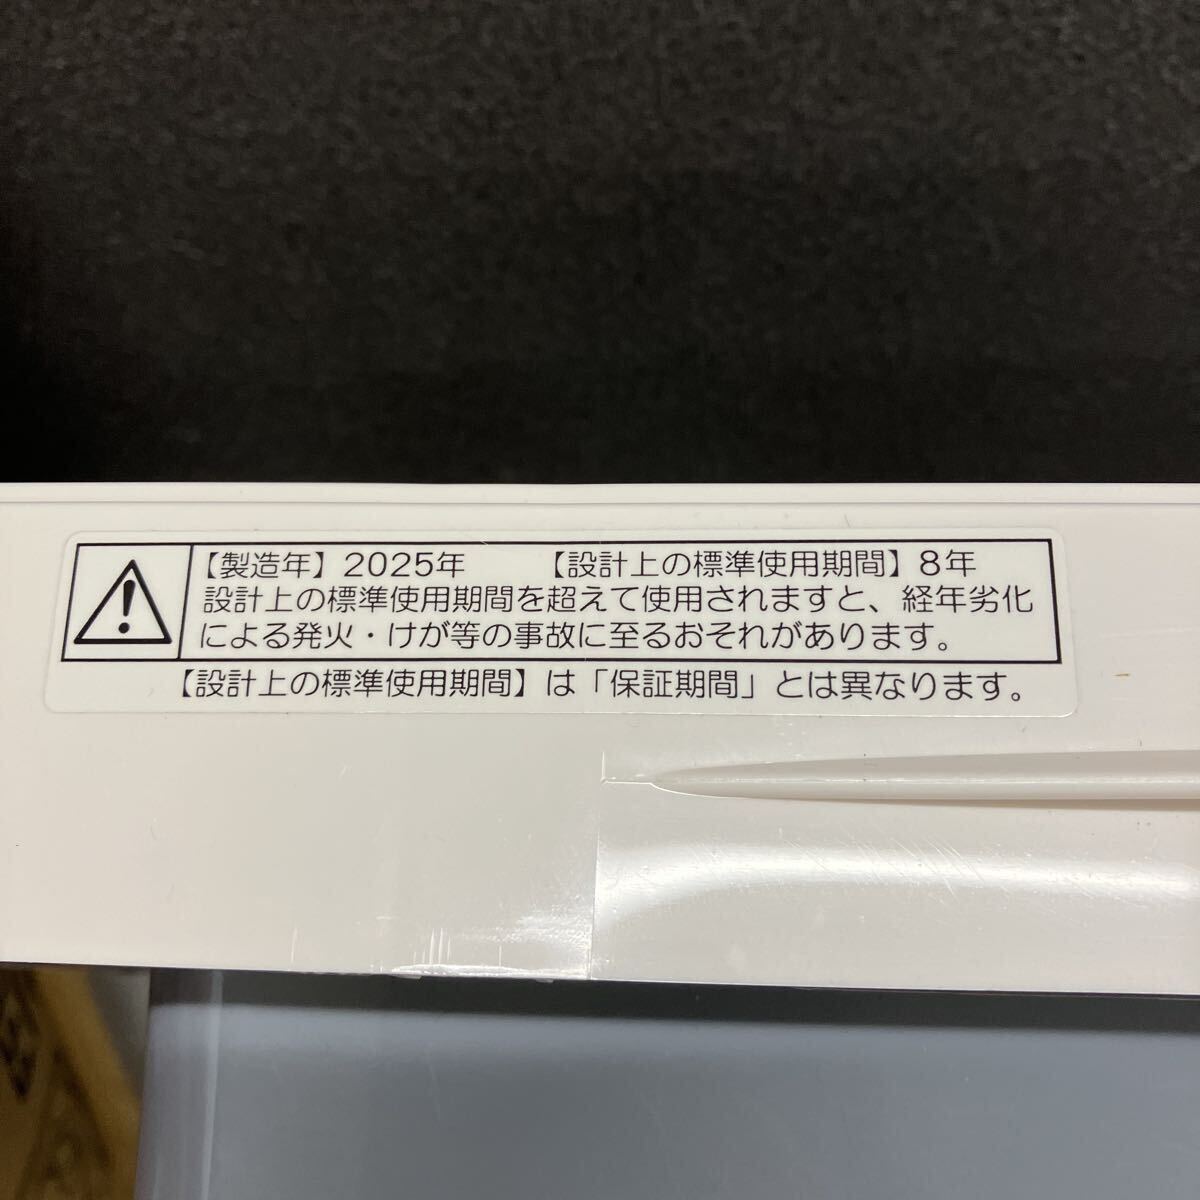 【製造年】2025年　【設計上の標準使用期間】8年
設計上の標準使用期間を超えて使用されますと、経年劣化
による発火・けが等の事故に至るおそれがあります。
【設計上の標準使用期間】は「保証期間」とは異なります。